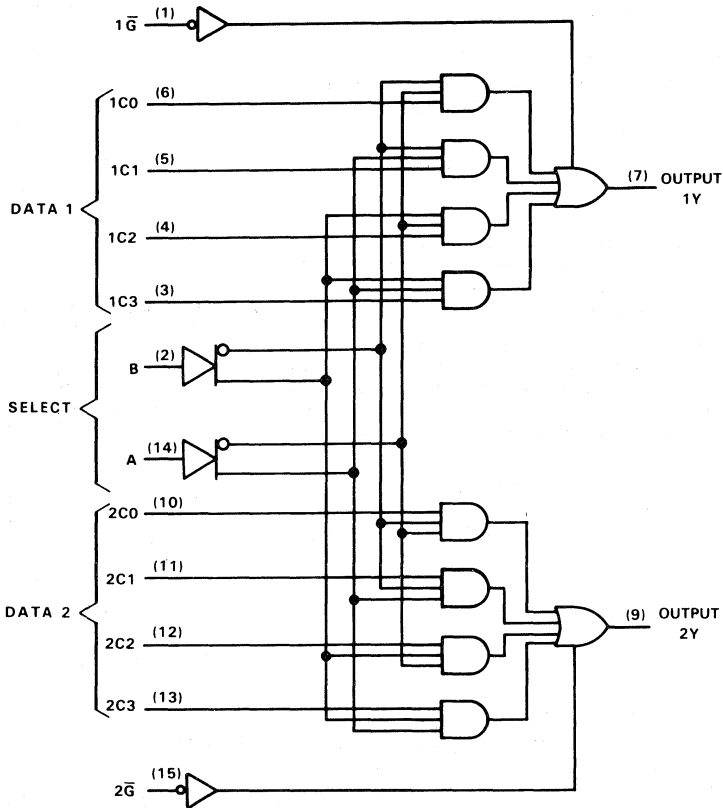 1G̅ (1)
1C0 (6)
1C1 (5)
DATA 1
1C2 (4)
1C3 (3)
(7) OUTPUT
1Y
B (2)
SELECT
A (14)
2C0 (10)
2C1 (11)
DATA 2
2C2 (12)
2C3 (13)
(9) OUTPUT
2Y
2G̅ (15)